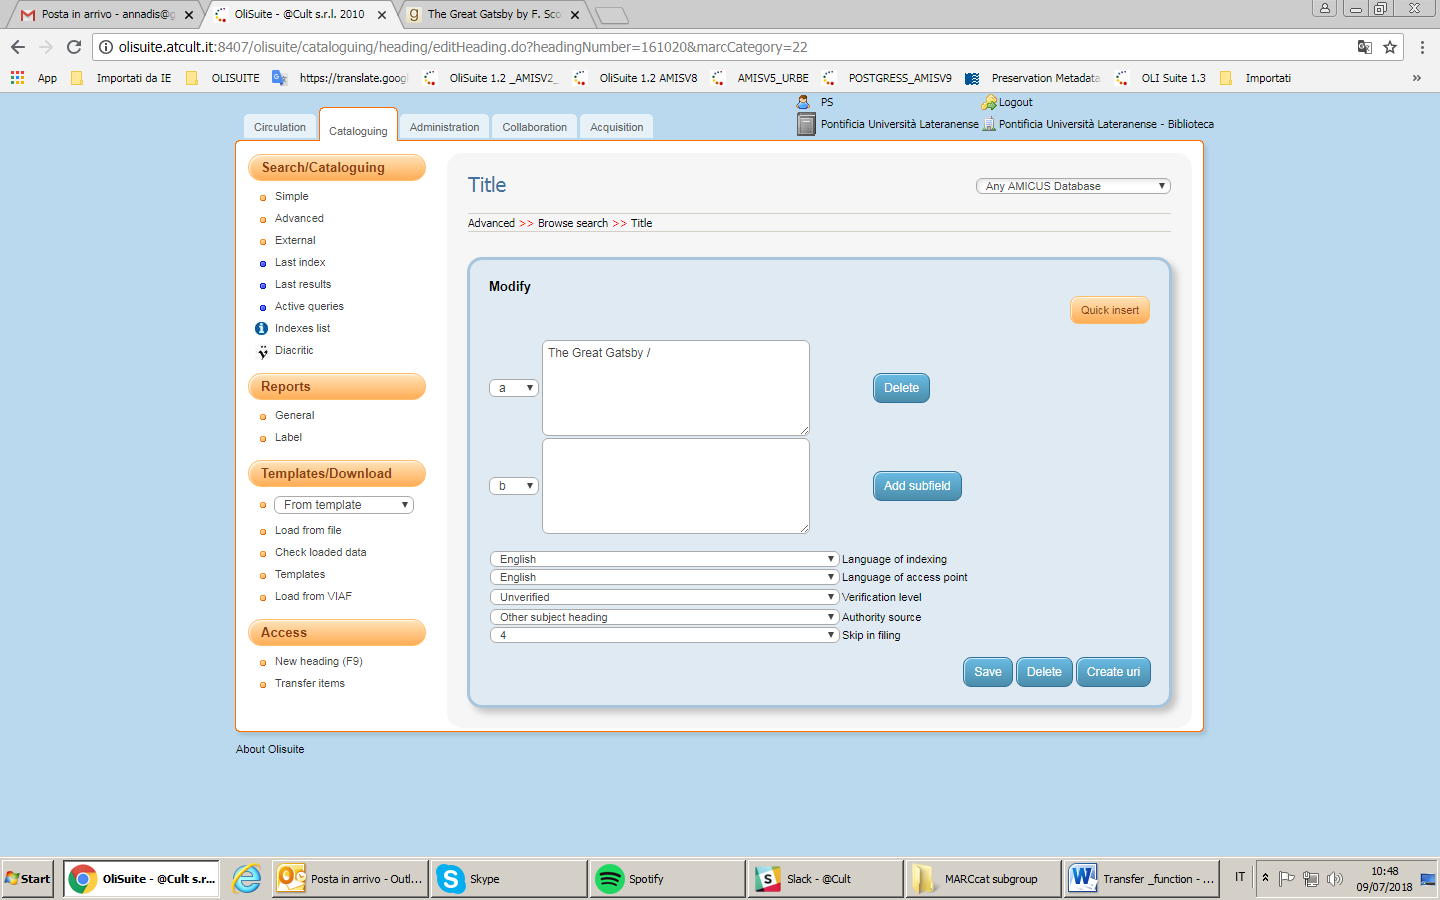 Posta in arrivo - annadis@g
OliSuite - @Cult s.r.l. 2010
The Great Gatsby by F. Sco
olisuite.atcult.it:8407/olisuite/cataloguing/heading/editHeading.do?headingNumber=161020&marcCategory=22
App Importati da IE OLISUITE https://translate.goog OliSuite 1.2 _AMISV2_ OliSuite 1.2 AMISV8 AMISV5_URBE POSTGRESS_AMISV9 Preservation Metadata OLI Suite 1.3 Importati »
PS Logout
Pontificia Università Lateranense Pontificia Università Lateranense - Biblioteca
Circulation Cataloguing Administration Collaboration Acquisition
Search/Cataloguing
Simple
Advanced
External
Last index
Last results
Active queries
Indexes list
Diacritic
Reports
General
Label
Templates/Download
From template
Load from file
Check loaded data
Templates
Load from VIAF
Access
New heading (F9)
Transfer items
Title
Any AMICUS Database
Advanced >> Browse search >> Title
Modify
Quick insert
a The Great Gatsby / Delete
b Add subfield
English Language of indexing
English Language of access point
Unverified Verification level
Other subject heading Authority source
4 Skip in filing
Save Delete Create uri
About Olisuite
Start OliSuite - @Cult s.r... Posta in arrivo - Outl... Skype Spotify Slack - @Cult MARCcat subgroup Transfer _function - ... IT 10:48
09/07/2018